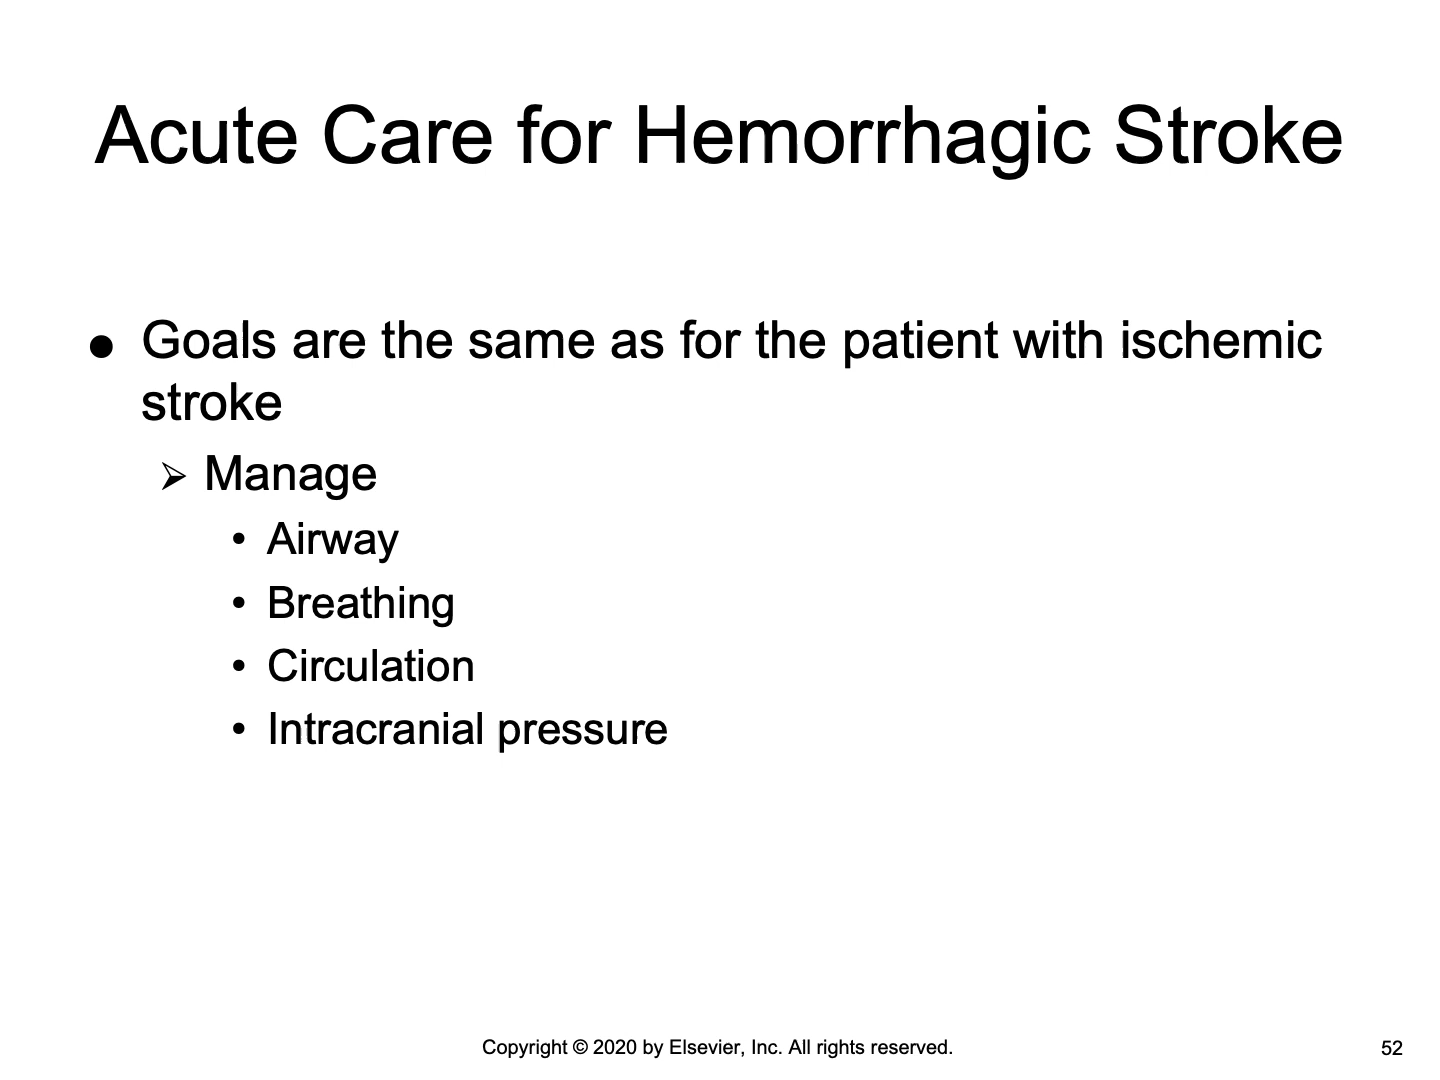 Acute Care for Hemorrhagic Stroke
● Goals are the same as for the patient with ischemic
stroke
➢ Manage
• Airway
• Breathing
• Circulation
• Intracranial pressure
Copyright © 2020 by Elsevier, Inc. All rights reserved.
52